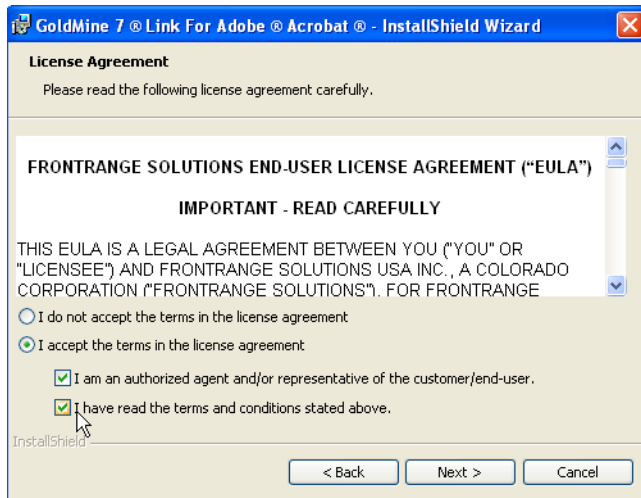 GoldMine 7 ® Link For Adobe ® Acrobat ® - InstallShield Wizard
License Agreement
Please read the following license agreement carefully.
FRONTRANGE SOLUTIONS END-USER LICENSE AGREEMENT (“EULA”)
IMPORTANT - READ CAREFULLY
THIS EULA IS A LEGAL AGREEMENT BETWEEN YOU ("YOU" OR
"LICENSEE") AND FRONTRANGE SOLUTIONS USA INC., A COLORADO
CORPORATION ("FRONTRANGE SOLUTIONS"). FOR FRONTRANGE
I do not accept the terms in the license agreement
I accept the terms in the license agreement
I am an authorized agent and/or representative of the customer/end-user.
I have read the terms and conditions stated above.
InstallShield
< Back
Next >
Cancel